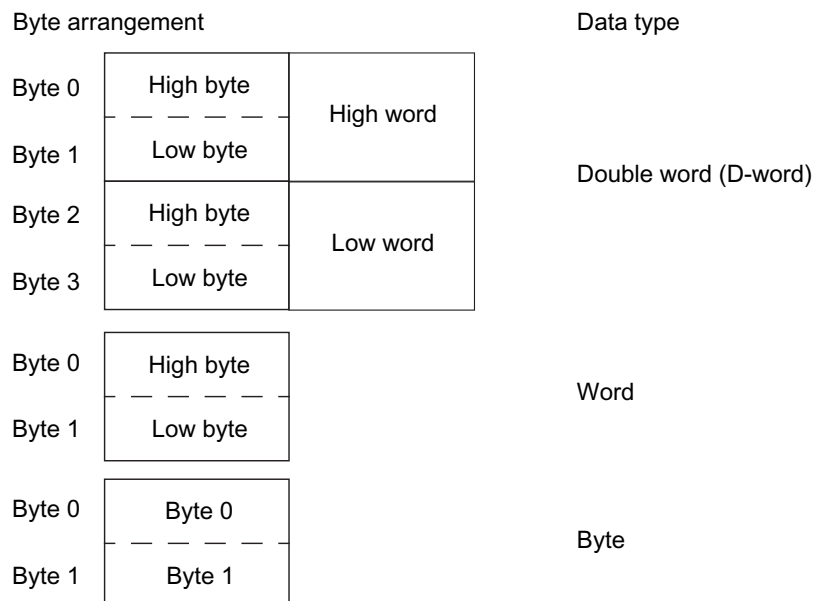 Byte arrangement Data type
Byte 0 High byte
High word
Byte 1 Low byte
Double word (D-word)
Byte 2 High byte
Low word
Byte 3 Low byte
Byte 0 High byte
Word
Byte 1 Low byte
Byte 0 Byte 0
Byte
Byte 1 Byte 1